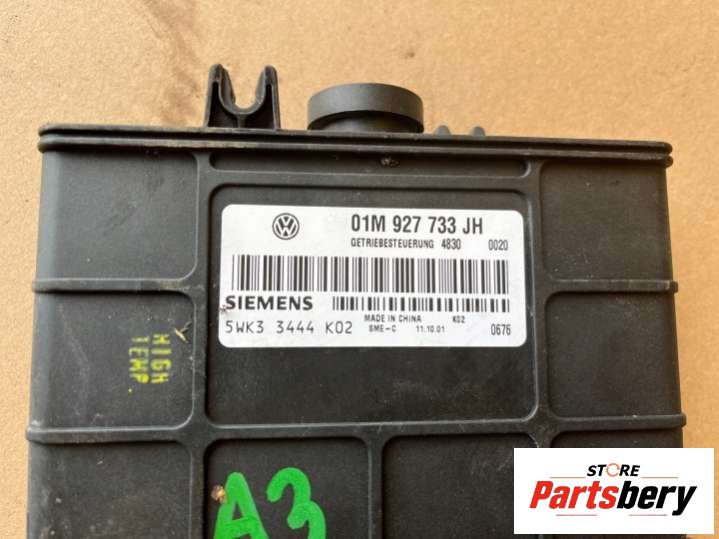 01M 927 733 JH
GETRIEBESTEUERUNG 4830 0020
SIEMENS
MADE IN CHINA K02
5WK3 3444 K02 SME-C 11.10.01 0676
HIGH
TEMP.
A3
STORE
Partsbery